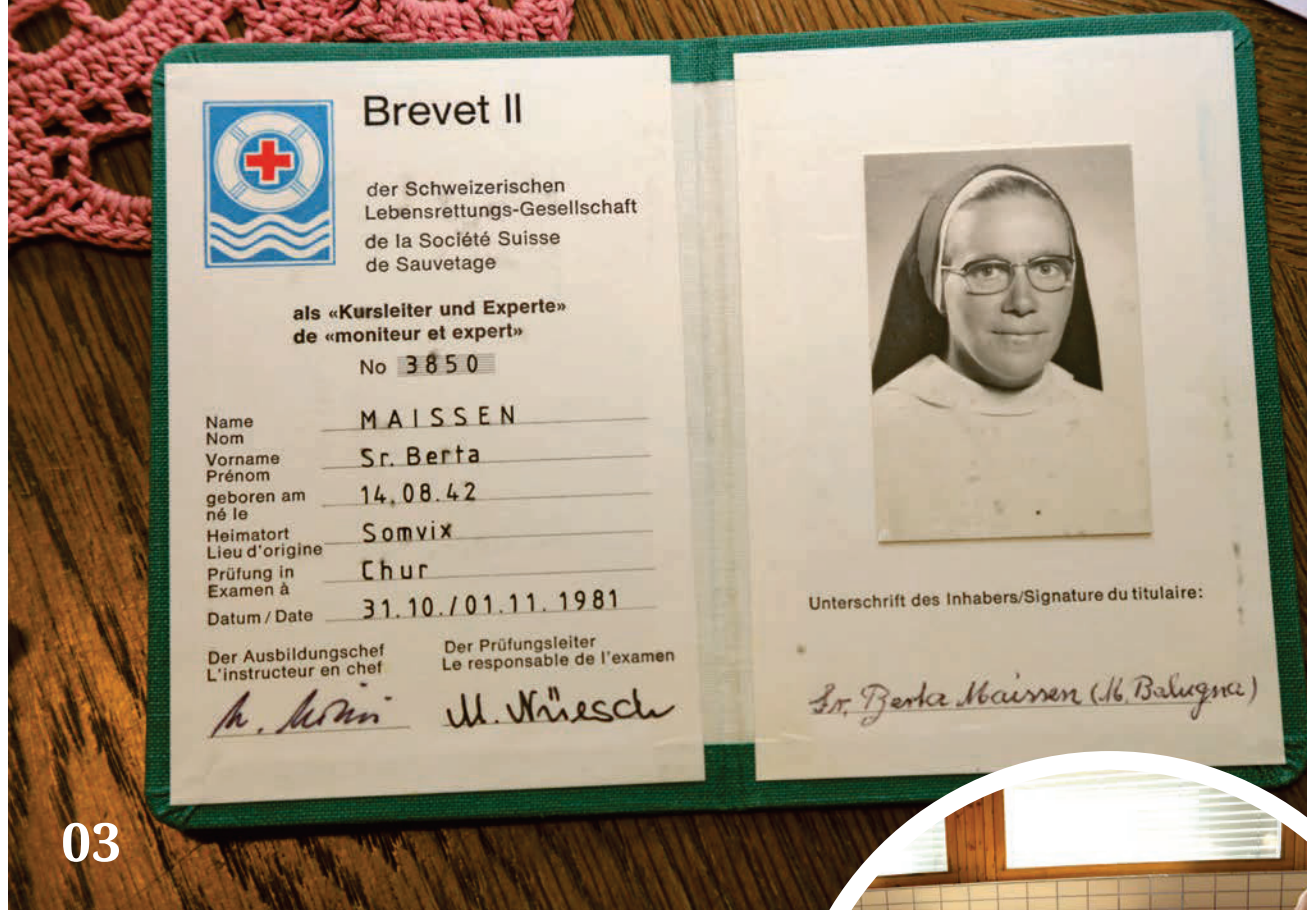 Brevet II
der Schweizerischen
Lebensrettungs-Gesellschaft
de la Société Suisse
de Sauvetage
als «Kursleiter und Experte»
de «moniteur et expert»
No 3850
Name MAISSEN
Nom
Vorname Sr. Berta
Prénom
geboren am 14.08.42
né le
Heimatort Somvix
Lieu d'origine
Prüfung in Chur
Examen à
Datum / Date 31.10./01.11.1981
Der Ausbildungschef
L'instructeur en chef
Der Prüfungsleiter
Le responsable de l'examen
M. Nüesch
Unterschrift des Inhabers/Signature du titulaire:
Sr. Berta Maissen (M. Balugna)
03